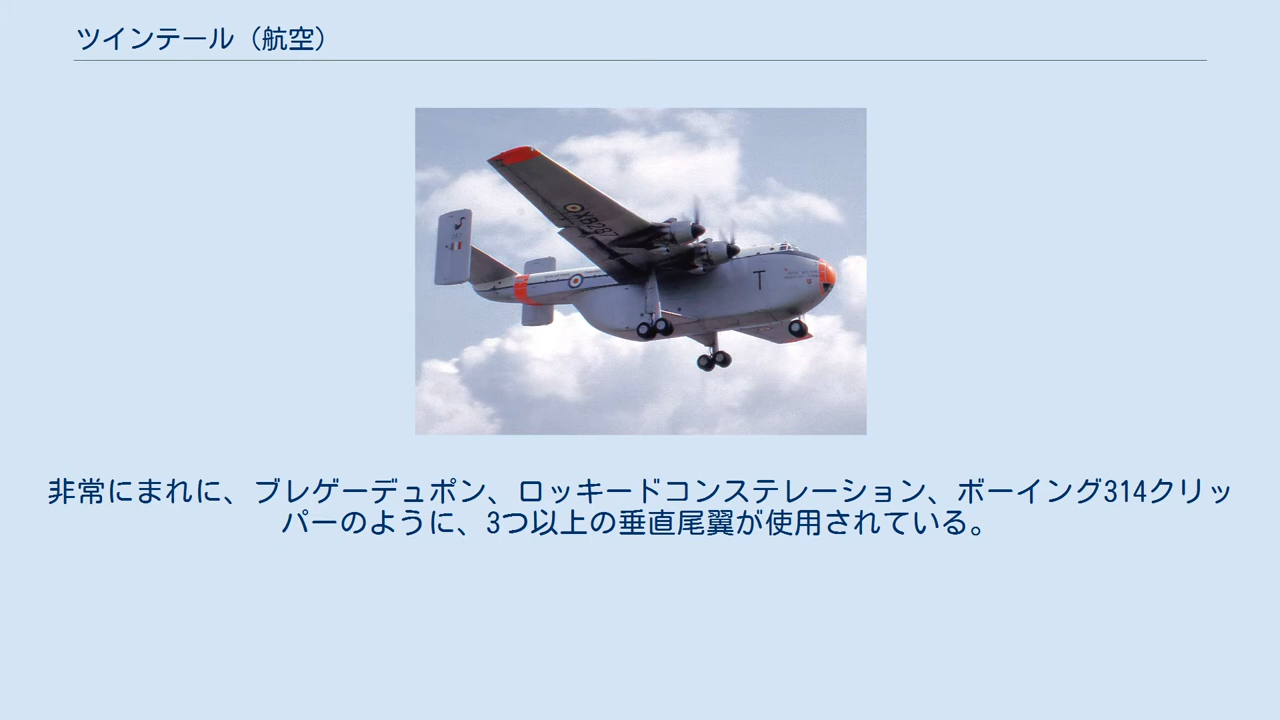 ツインテール（航空）
XB287
T
非常にまれに、ブレゲーデュポン、ロッキードコンステレーション、ボーイング314クリッ
パーのように、3つ以上の垂直尾翼が使用されている。